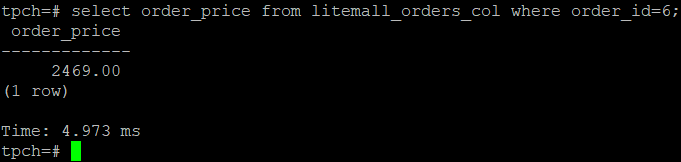 tpch=# select order_price from litemall_orders_col where order_id=6;
 order_price
-------------
     2469.00
(1 row)

Time: 4.973 ms
tpch=#